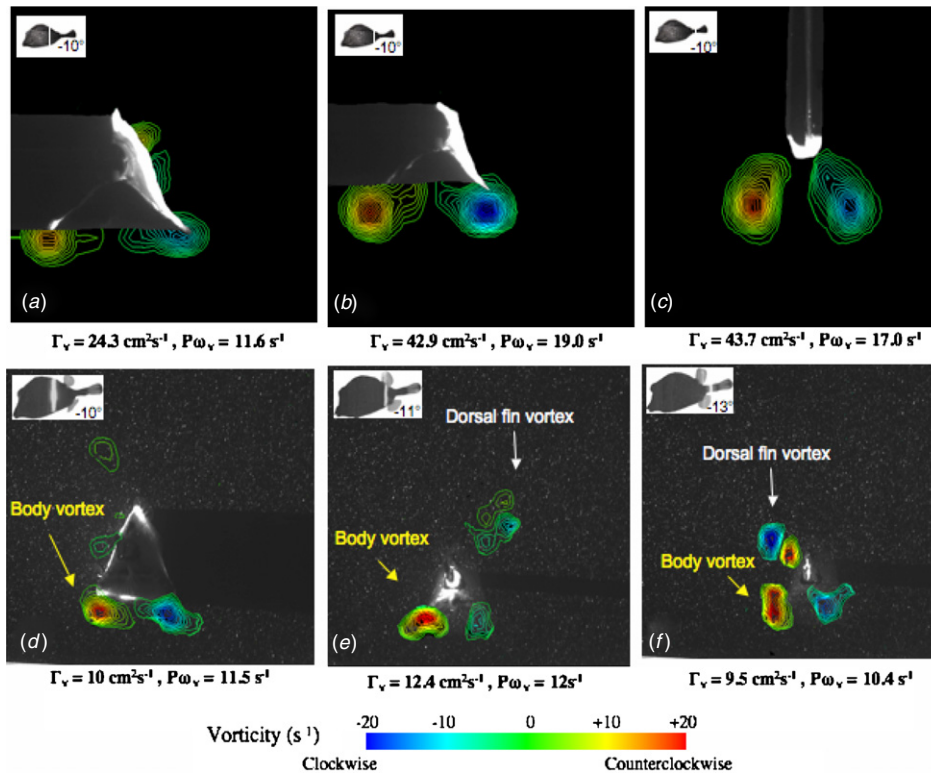 -10°
-10°
-10°
(a)
(b)
(c)
Γv = 24.3 cm²s⁻¹ , Pωv = 11.6 s⁻¹
Γv = 42.9 cm²s⁻¹ , Pωv = 19.0 s⁻¹
Γv = 43.7 cm²s⁻¹ , Pωv = 17.0 s⁻¹
-10°
-11°
-13°
Dorsal fin vortex
Dorsal fin vortex
Body vortex
Body vortex
Body vortex
(d)
(e)
(f)
Γv = 10 cm²s⁻¹ , Pωv = 11.5 s⁻¹
Γv = 12.4 cm²s⁻¹ , Pωv = 12s⁻¹
Γv = 9.5 cm²s⁻¹ , Pωv = 10.4 s⁻¹
Vorticity (s⁻¹)
-20 -10 0 +10 +20
Clockwise Counterclockwise